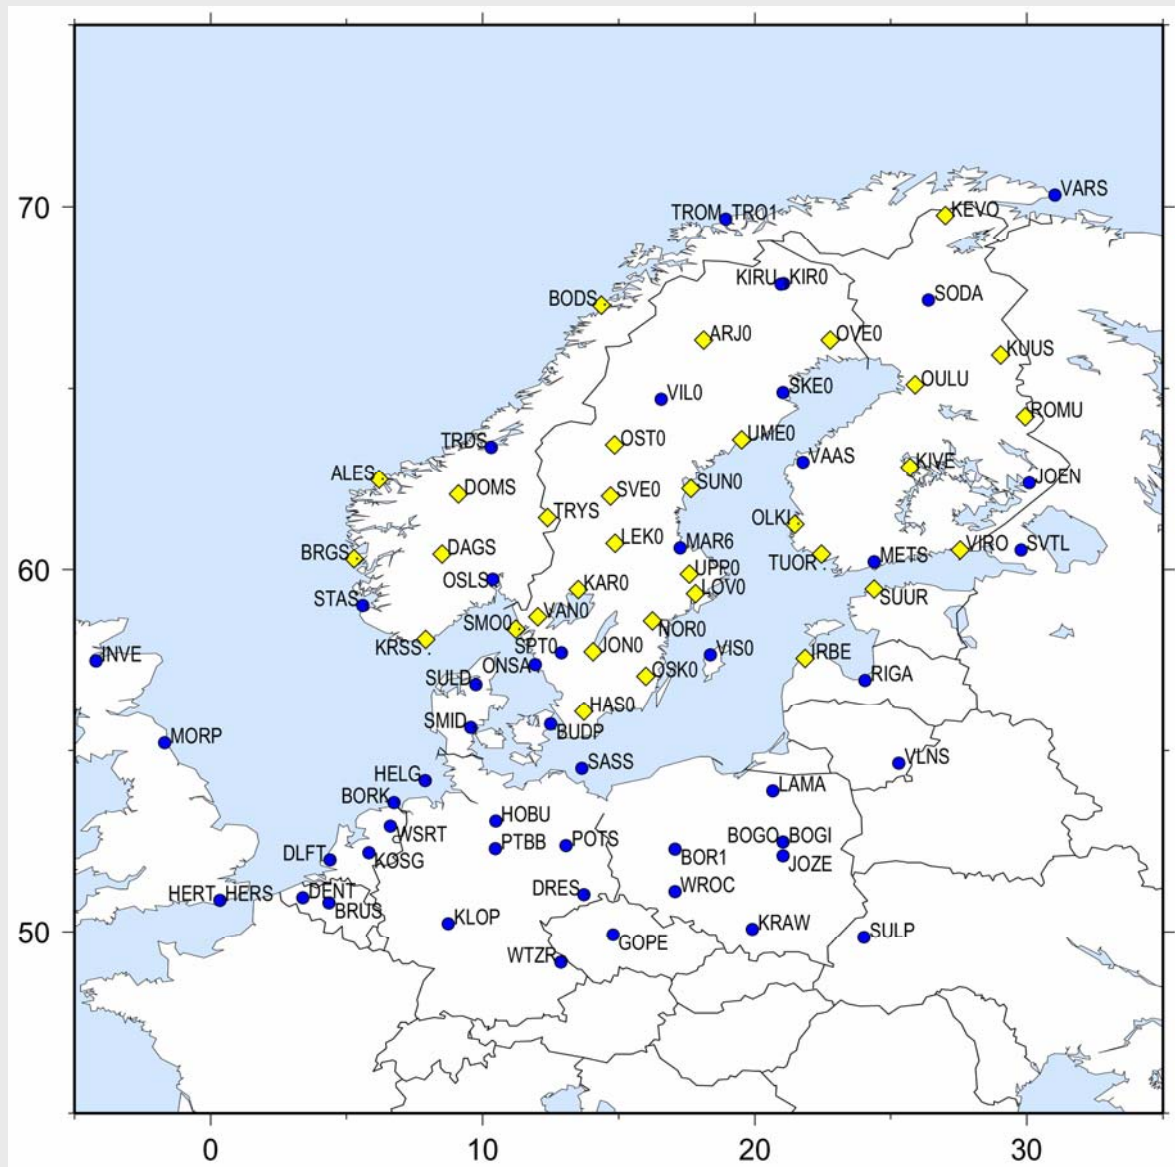 VARS
70
TROM TRO1
KEVO
KIRU KIR0
BODS
SODA
ARJ0
OVE0
KUUS
OULU
VIL0
SKE0
ROMU
OST0
UME0
TRDS
VAAS
KIVE
ALES
DOMS
SVE0
SUN0
JOEN
TRYS
OLKI
LEK0
MAR6
BRGS
DAGS
VIRO
SVTL
60
TUOR
METS
UPP0
OSLS
KAR0
LOV0
STAS
VAN0
SUUR
SMO0
NOR0
KRSS
SPT0
JON0
VIS0
IRBE
INVE
ONSA
OSK0
RIGA
SULD
HAS0
SMID
BUDP
MORP
SASS
VLNS
HELG
LAMA
BORK
HOBU
WSRT
PTBB
POTS
BOGO BOGI
DLFT
KOSG
BOR1
JOZE
HERT HERS
DENT
DRES
WROC
BRUS
KLOP
KRAW
SULP
50
GOPE
WTZR
0
10
20
30